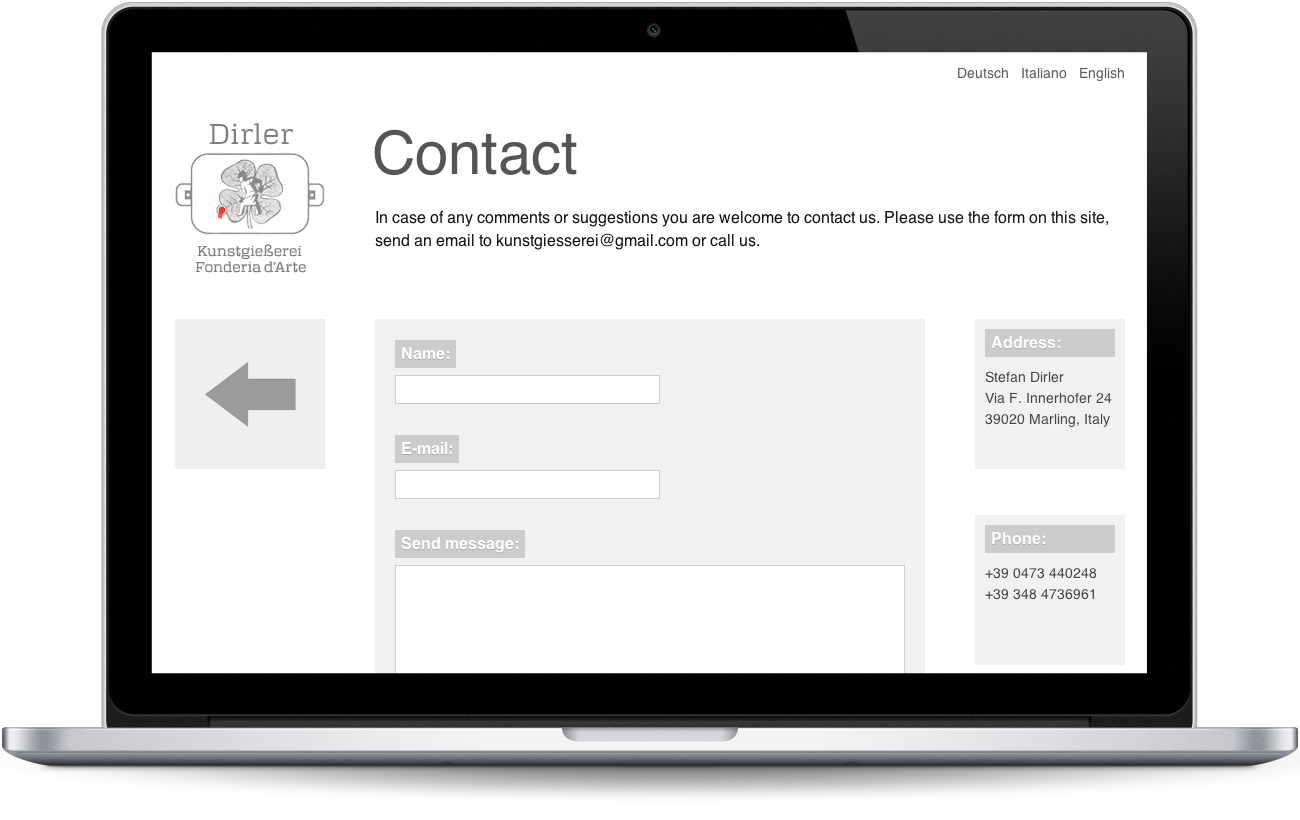 Deutsch Italiano English
Dirler
Kunstgießerei
Fonderia d'Arte
Contact
In case of any comments or suggestions you are welcome to contact us. Please use the form on this site,
send an email to kunstgiesserei@gmail.com or call us.
Name:
E-mail:
Send message:
Address:
Stefan Dirler
Via F. Innerhofer 24
39020 Marling, Italy
Phone:
+39 0473 440248
+39 348 4736961